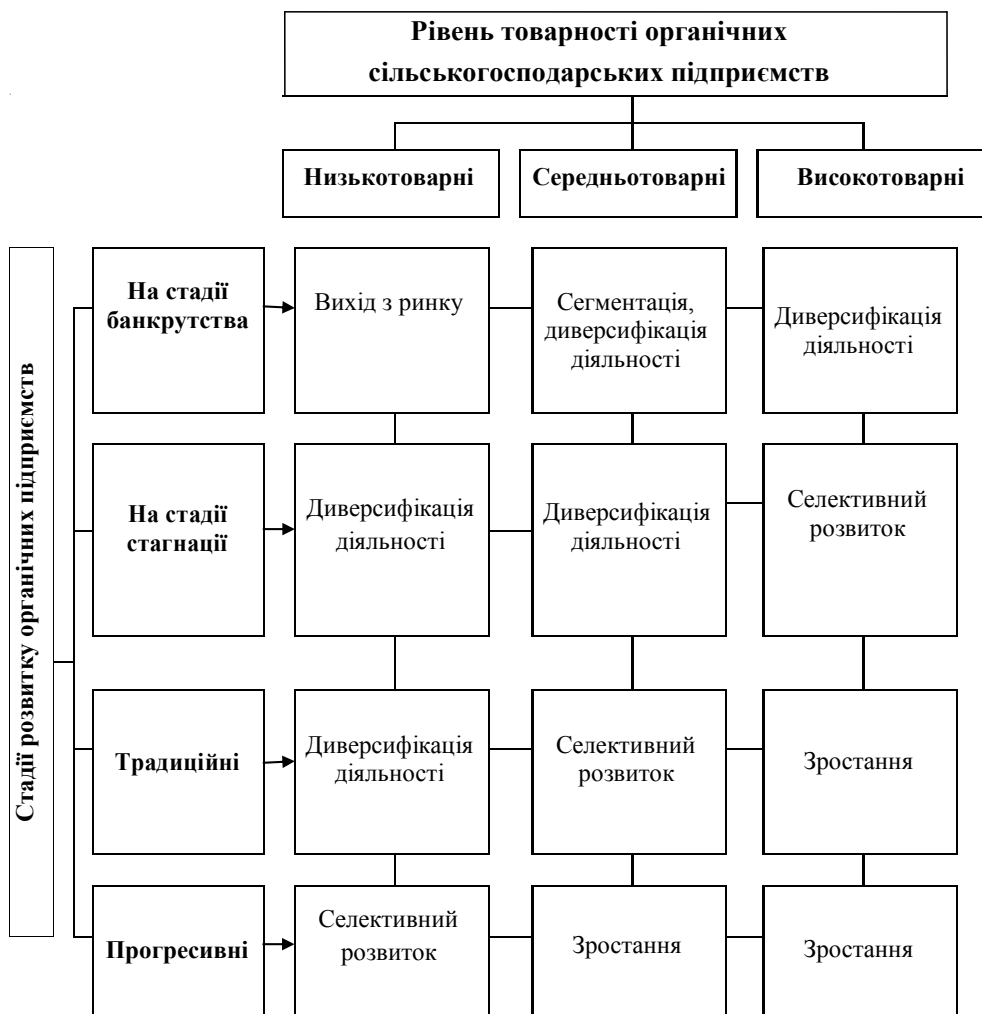 Рівень товарності органічних
сільськогосподарських підприємств
Низькотоварні
Середньотоварні
Високотоварні
Стадії розвитку органічних підприємств
На стадії
банкрутства
Вихід з ринку
Сегментація,
диверсифікація
діяльності
Диверсифікація
діяльності
На стадії
стагнації
Диверсифікація
діяльності
Диверсифікація
діяльності
Селективний
розвиток
Традиційні
Диверсифікація
діяльності
Селективний
розвиток
Зростання
Прогресивні
Селективний
розвиток
Зростання
Зростання